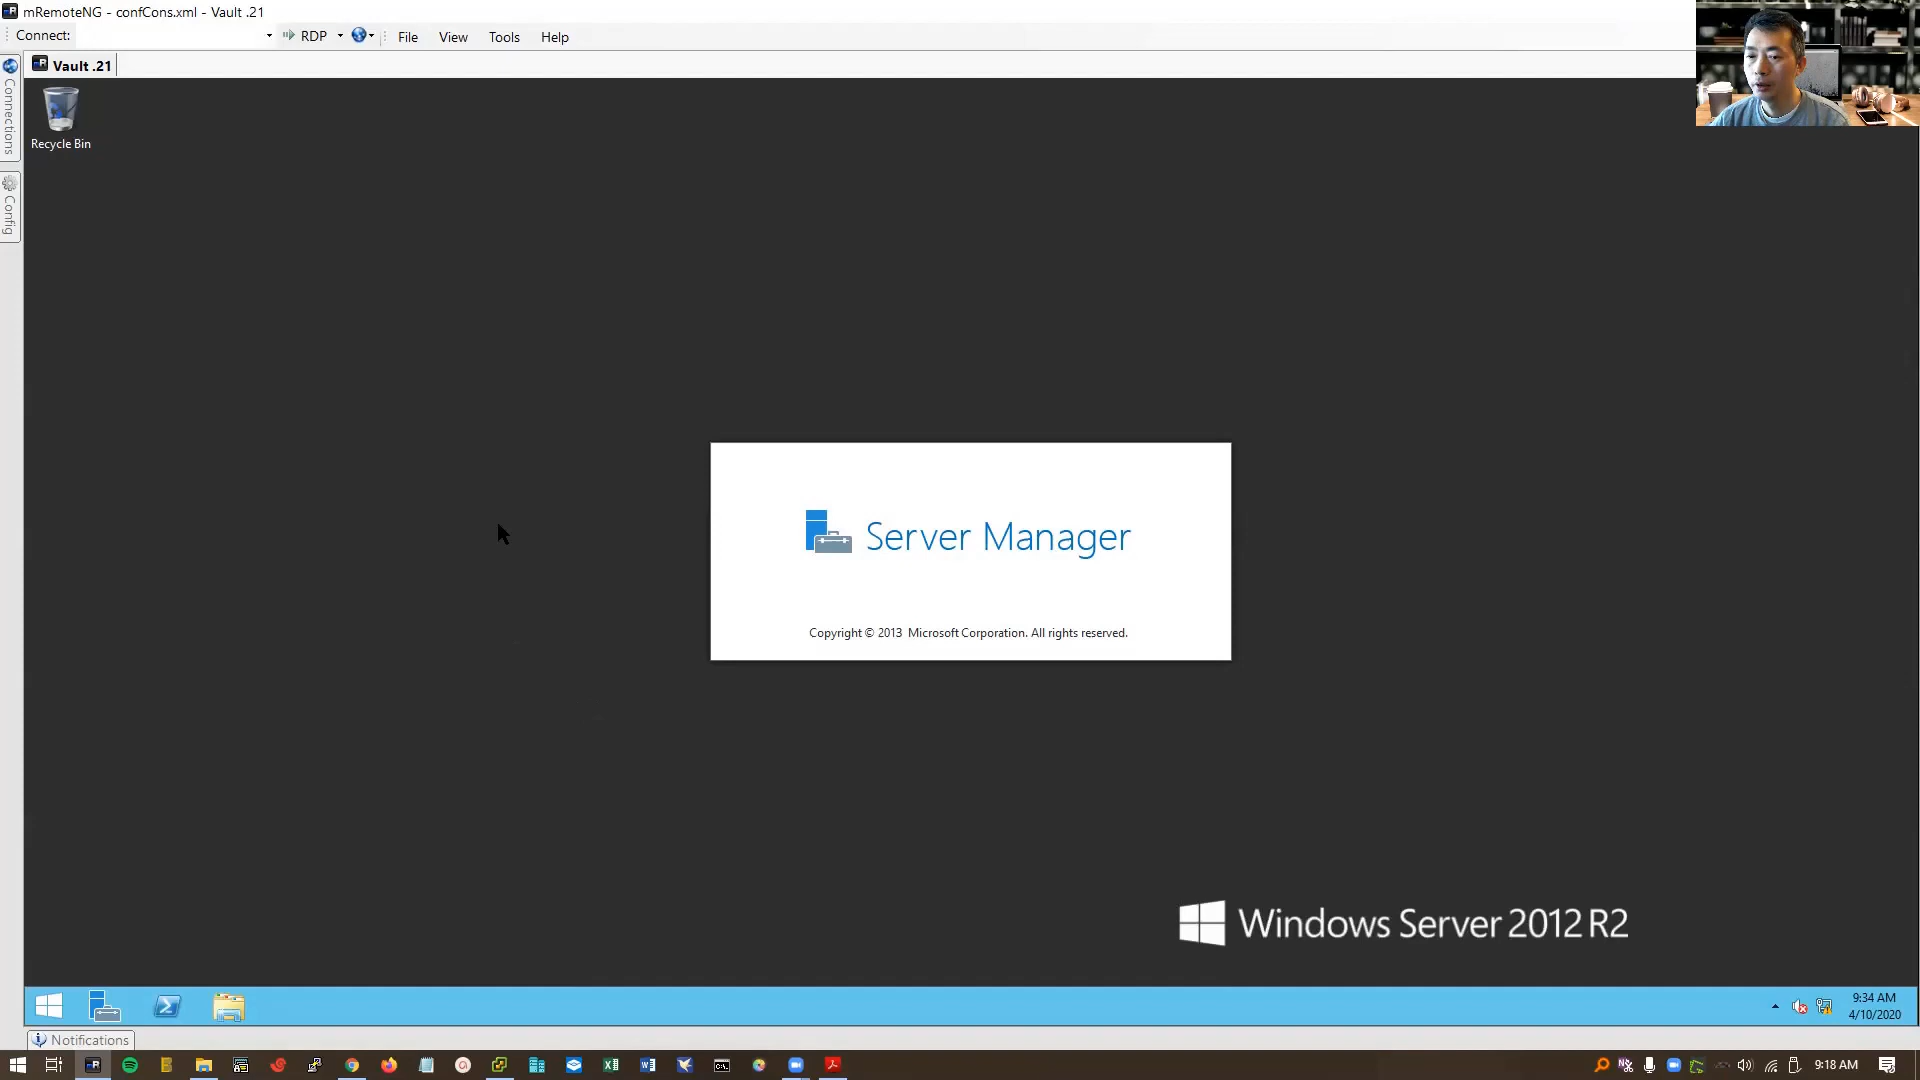 mRemoteNG - confCons.xml - Vault .21
Connect:
RDP
File
View
Tools
Help
Vault .21
Connections
Config
Recycle Bin
Server Manager
Copyright © 2013 Microsoft Corporation. All rights reserved.
Windows Server 2012 R2
9:34 AM
4/10/2020
Notifications
9:18 AM